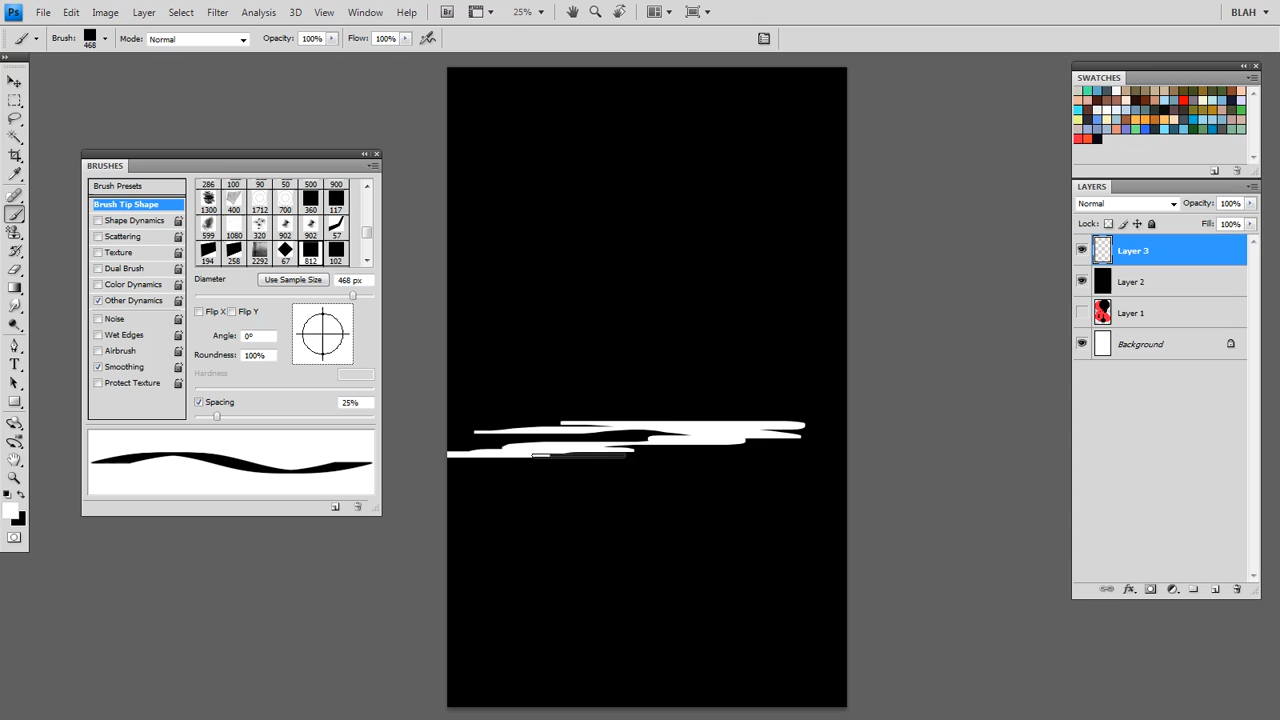 Ps File Edit Image Layer Select Filter Analysis 3D View Window Help Br 25% BLAH
Brush: 468 Mode: Normal Opacity: 100% Flow: 100%
BRUSHES
Brush Presets
Brush Tip Shape
Shape Dynamics
Scattering
Texture
Dual Brush
Color Dynamics
Other Dynamics
Noise
Wet Edges
Airbrush
Smoothing
Protect Texture
286 100 90 50 500 900
1300 400 1712 700 360 117
599 1080 320 902 902 57
194 258 2292 67 812 102
Diameter Use Sample Size 468 px
Flip X Flip Y
Angle: 0°
Roundness: 100%
Hardness
Spacing 25%
SWATCHES
LAYERS
Normal Opacity: 100%
Lock: Fill: 100%
Layer 3
Layer 2
Layer 1
Background
fx
T